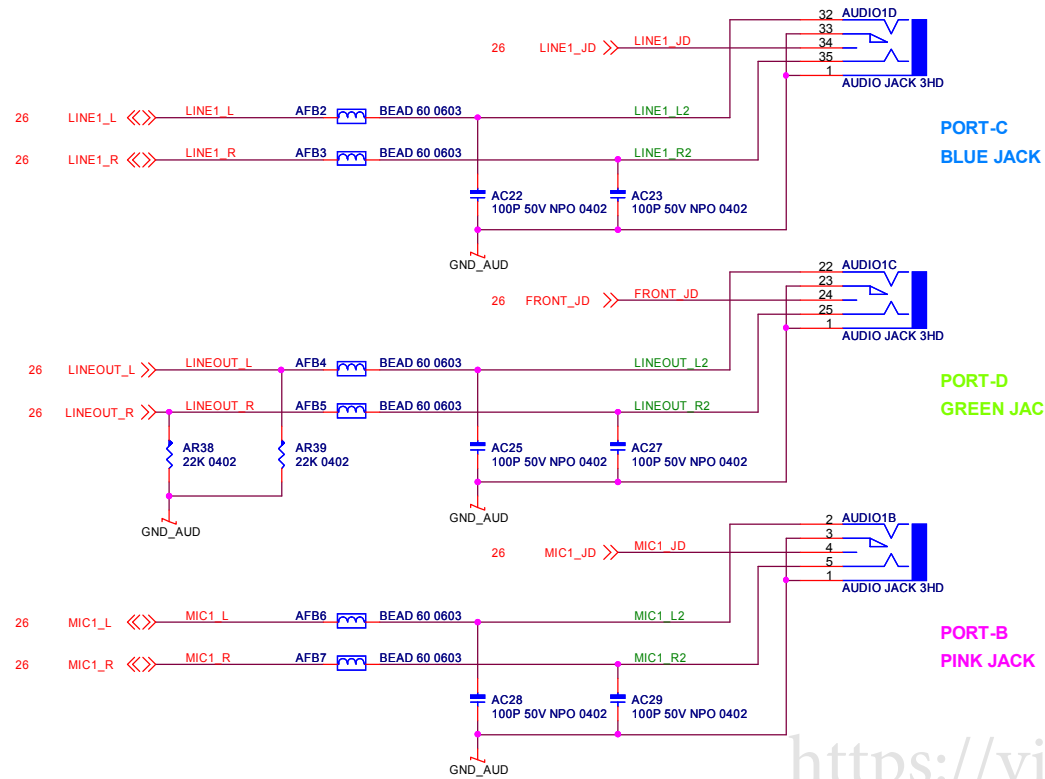 32 AUDIO1D
33
26 LINE1_JD LINE1_JD 34
35
1 AUDIO JACK 3HD
26 LINE1_L LINE1_L AFB2 BEAD 60 0603 LINE1_L2
PORT-C
26 LINE1_R LINE1_R AFB3 BEAD 60 0603 LINE1_R2
BLUE JACK
AC22 AC23
100P 50V NPO 0402 100P 50V NPO 0402
GND_AUD
22 AUDIO1C
23
26 FRONT_JD FRONT_JD 24
25
1 AUDIO JACK 3HD
26 LINEOUT_L LINEOUT_L AFB4 BEAD 60 0603 LINEOUT_L2
PORT-D
26 LINEOUT_R LINEOUT_R AFB5 BEAD 60 0603 LINEOUT_R2
GREEN JAC
AR38 AR39 AC25 AC27
22K 0402 22K 0402 100P 50V NPO 0402 100P 50V NPO 0402
GND_AUD
GND_AUD
2 AUDIO1B
3
26 MIC1_JD MIC1_JD 4
5
1 AUDIO JACK 3HD
26 MIC1_L MIC1_L AFB6 BEAD 60 0603 MIC1_L2
PORT-B
26 MIC1_R MIC1_R AFB7 BEAD 60 0603 MIC1_R2
PINK JACK
AC28 AC29
100P 50V NPO 0402 100P 50V NPO 0402
GND_AUD
https://vi